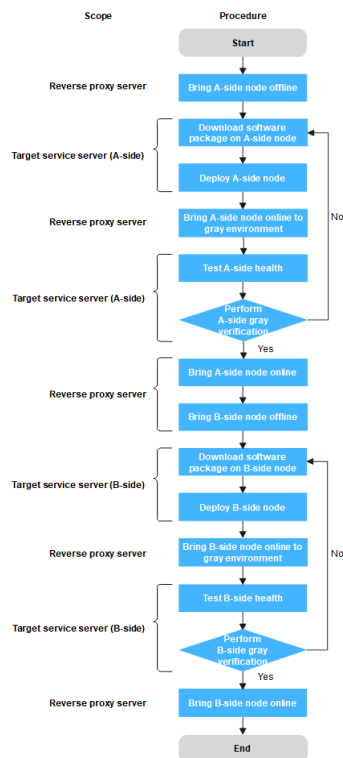 Scope
Procedure
Start
Reverse proxy server
Bring A-side node offline
Download software
package on A-side node
Target service server (A-side)
Deploy A-side node
Reverse proxy server
Bring A-side node online to
gray environment
No
Test A-side health
Target service server (A-side)
Perform
A-side gray
verification
Yes
Bring A-side node online
Reverse proxy server
Bring B-side node offline
Download software
package on B-side node
Target service server (B-side)
Deploy B-side node
Reverse proxy server
Bring B-side node online to
gray environment
No
Test B-side health
Target service server (B-side)
Perform
B-side gray
verification
Yes
Reverse proxy server
Bring B-side node online
End